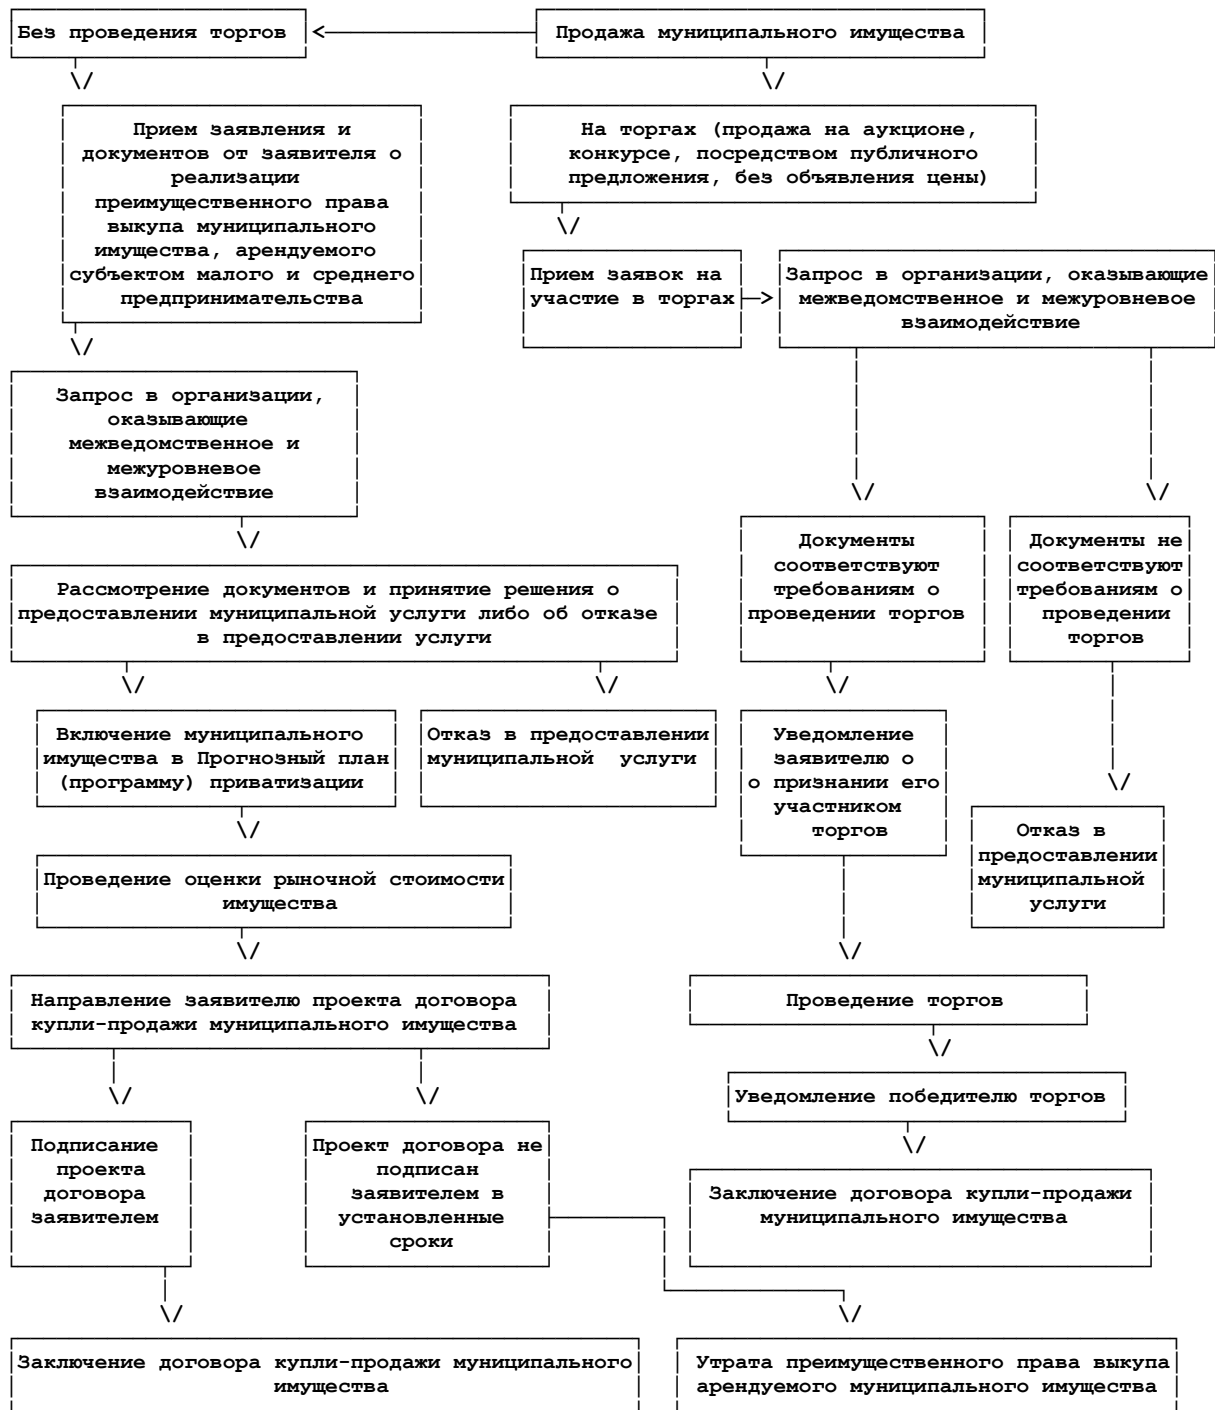 Без проведения торгов
Продажа муниципального имущества
Прием заявления и
документов от заявителя о
реализации
преимущественного права
выкупа муниципального
имущества, арендуемого
субъектом малого и среднего
предпринимательства
На торгах (продажа на аукционе,
конкурсе, посредством публичного
предложения, без объявления цены)
Прием заявок на
участие в торгах
Запрос в организации, оказывающие
межведомственное и межуровневое
взаимодействие
Запрос в организации,
оказывающие
межведомственное и
межуровневое
взаимодействие
Документы
соответствуют
требованиям о
проведении торгов
Документы не
соответствуют
требованиям о
проведении
торгов
Рассмотрение документов и принятие решения о
предоставлении муниципальной услуги либо об отказе
в предоставлении услуги
Включение муниципального
имущества в Прогнозный план
(программу) приватизации
Отказ в предоставлении
муниципальной услуги
Уведомление
заявителю о
о признании его
участником
торгов
Отказ в
предоставлении
муниципальной
услуги
Проведение оценки рыночной стоимости
имущества
Направление заявителю проекта договора
купли-продажи муниципального имущества
Проведение торгов
Уведомление победителю торгов
Подписание
проекта
договора
заявителем
Проект договора не
подписан
заявителем в
установленные
сроки
Заключение договора купли-продажи
муниципального имущества
Заключение договора купли-продажи муниципального
имущества
Утрата преимущественного права выкупа
арендуемого муниципального имущества